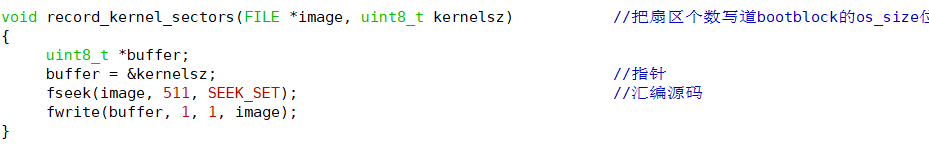 void record_kernel_sectors(FILE *image, uint8_t kernelsz) //把扇区个数写道bootblock的os_size
{
uint8_t *buffer;
buffer = &kernelsz; //指针
fseek(image, 511, SEEK_SET); //汇编源码
fwrite(buffer, 1, 1, image);
}